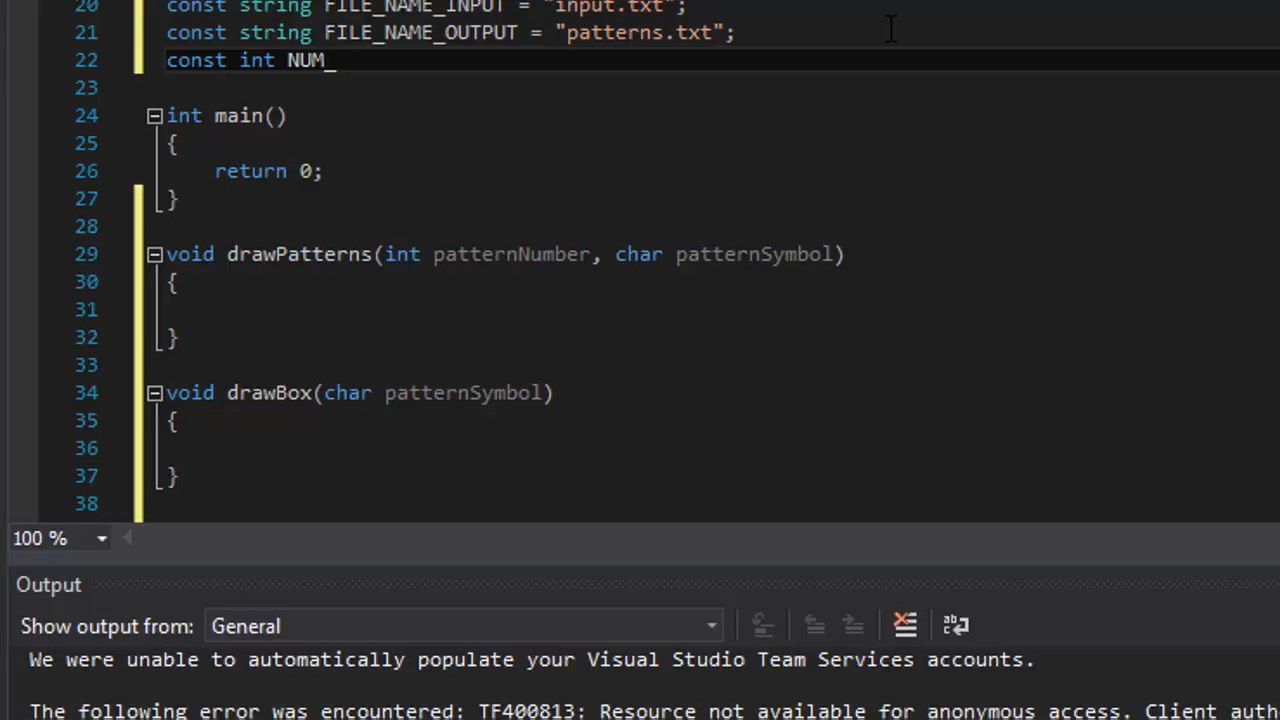 20 const string FILE_NAME_INPUT = "input.txt";
21 const string FILE_NAME_OUTPUT = "patterns.txt";
22 const int NUM_
23
24 int main()
25 {
26 return 0;
27 }
28
29 void drawPatterns(int patternNumber, char patternSymbol)
30 {
31
32 }
33
34 void drawBox(char patternSymbol)
35 {
36
37 }
38
100 %
Output
Show output from: General
We were unable to automatically populate your Visual Studio Team Services accounts.
The following error was encountered: TF400813: Resource not available for anonymous access. Client auth